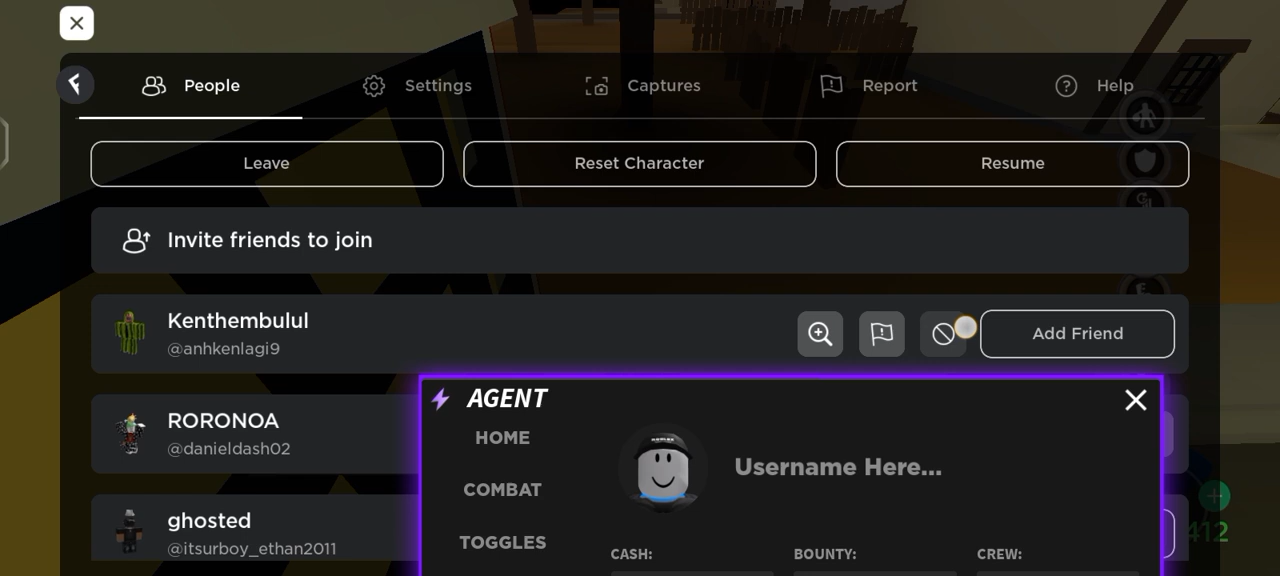 People
Settings
Captures
Report
Help
Leave
Reset Character
Resume
Invite friends to join
Kenthembulul
@anhkenlagi9
Add Friend
RORONOA
@danieldash02
ghosted
@itsurboy_ethan2011
AGENT
HOME
COMBAT
TOGGLES
Username Here...
CASH:
BOUNTY:
CREW:
412